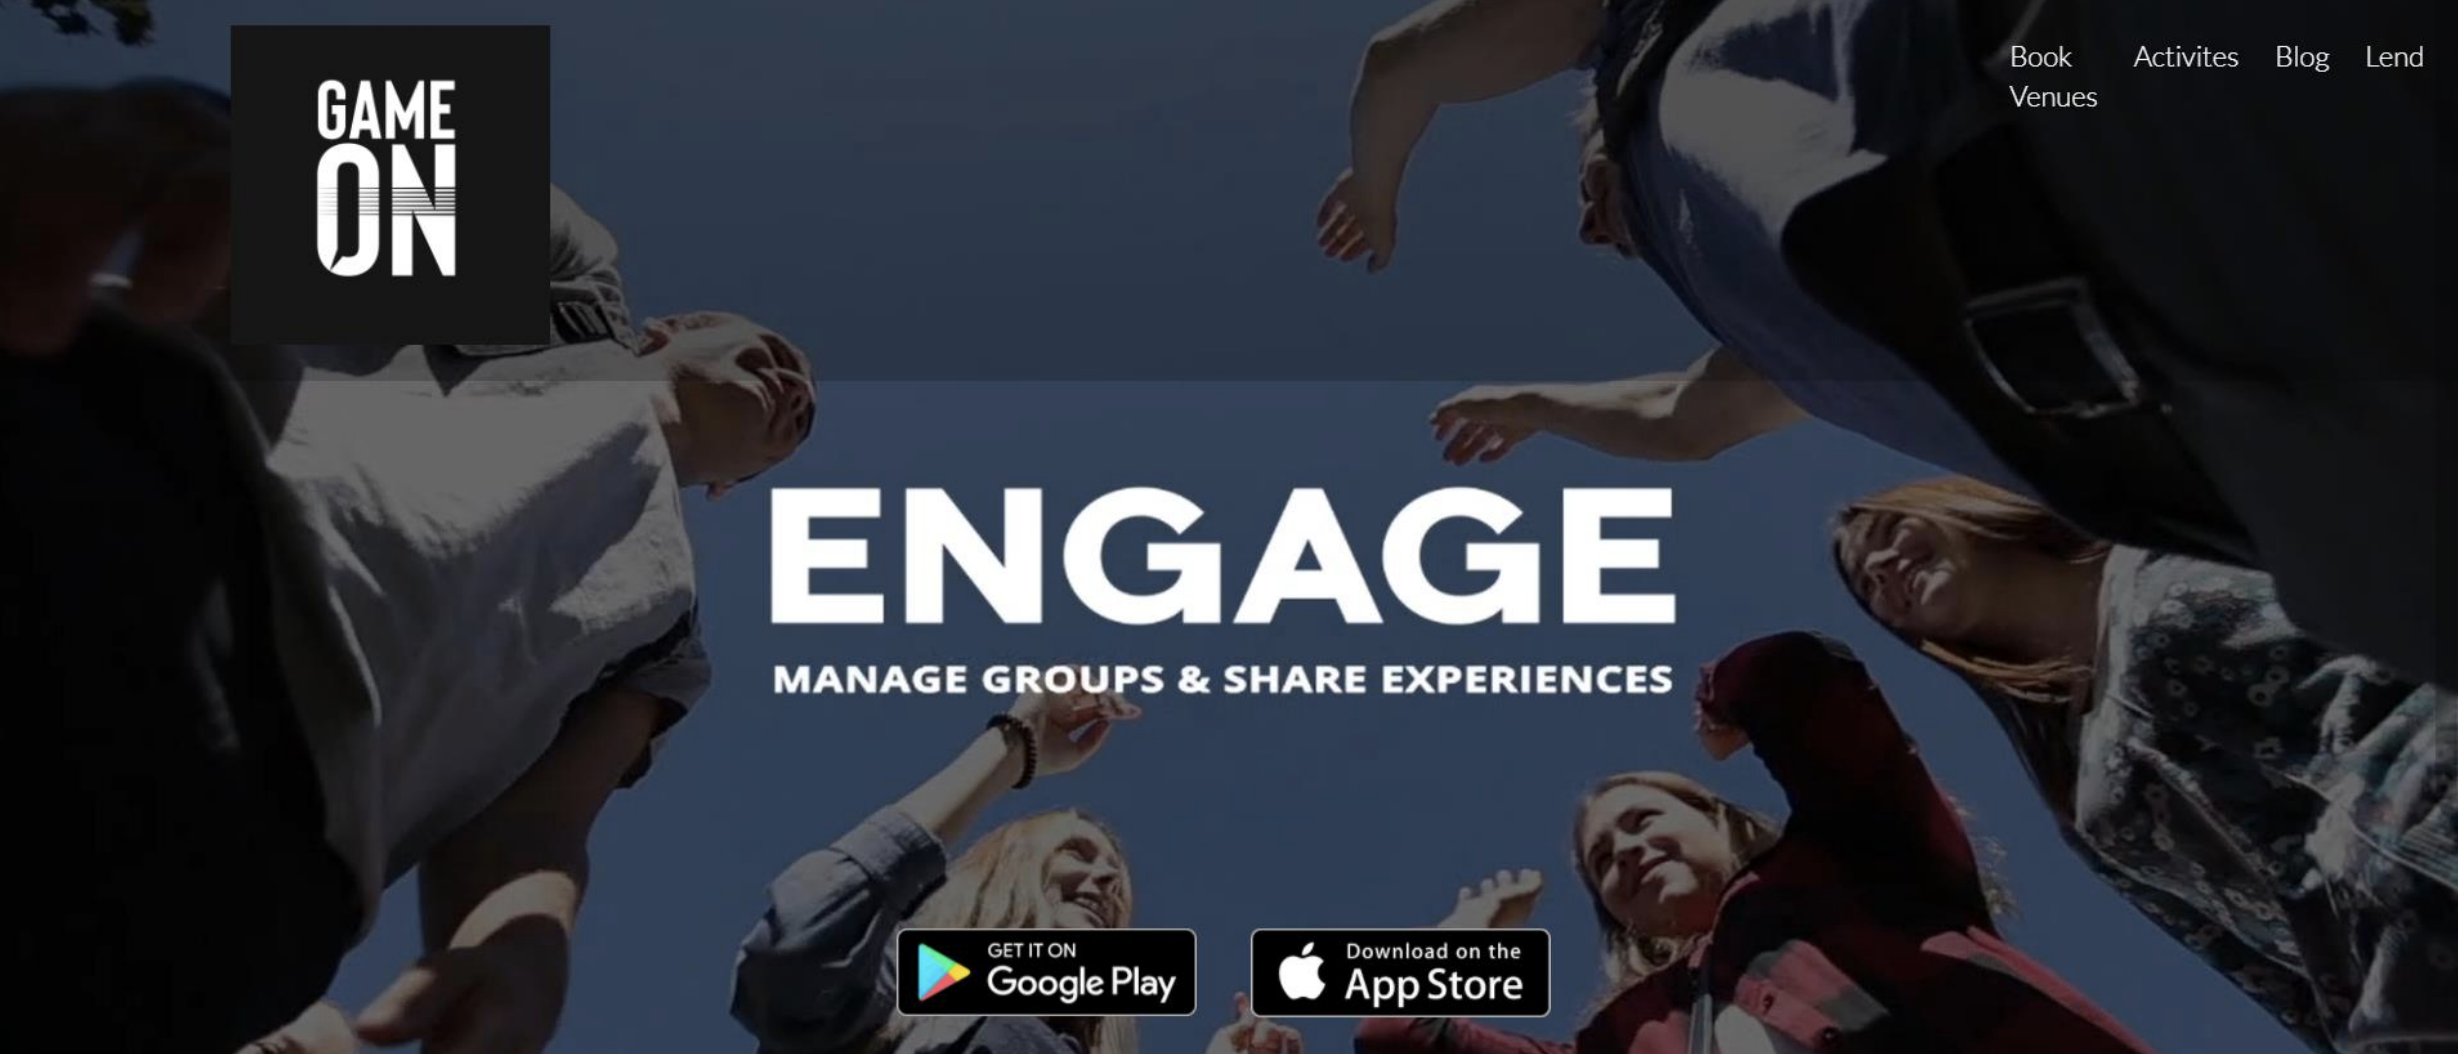 GAME
ON
Book
Venues
Activites
Blog
Lend
ENGAGE
MANAGE GROUPS & SHARE EXPERIENCES
GET IT ON
Google Play
Download on the
App Store